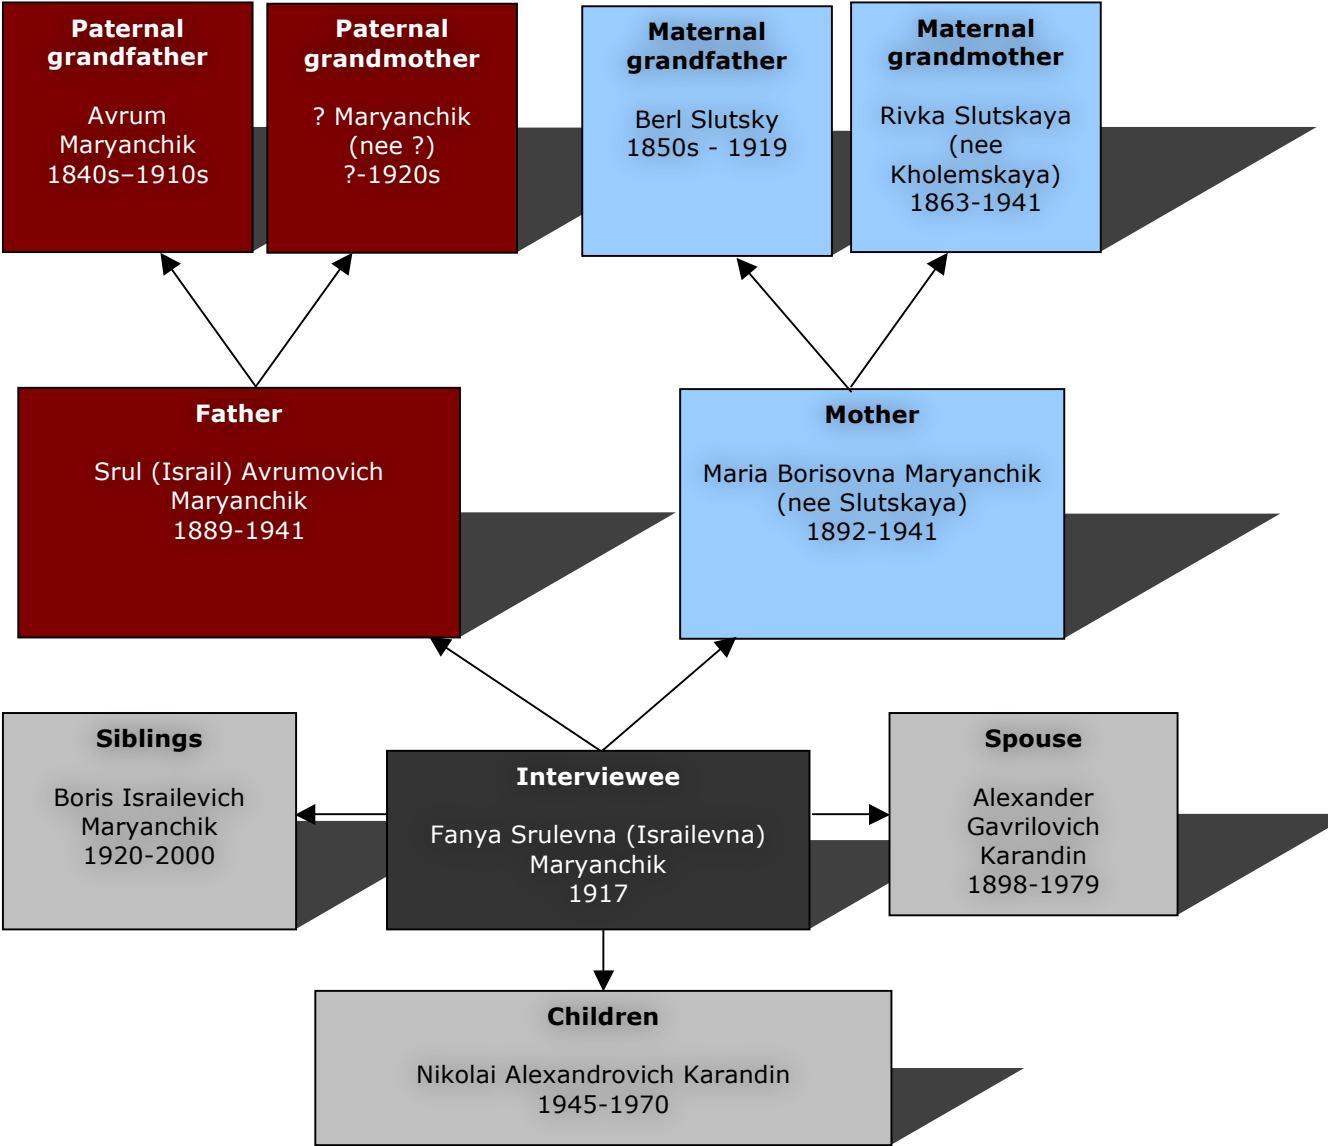 Paternal
grandfather
Avrum
Maryanchik
1840s–1910s
Paternal
grandmother
? Maryanchik
(nee ?)
?-1920s
Maternal
grandfather
Berl Slutsky
1850s - 1919
Maternal
grandmother
Rivka Slutskaya
(nee
Kholemskaya)
1863-1941
Father
Srul (Israil) Avrumovich
Maryanchik
1889-1941
Mother
Maria Borisovna Maryanchik
(nee Slutskaya)
1892-1941
Siblings
Boris Israilevich
Maryanchik
1920-2000
Interviewee
Fanya Srulevna (Israilevna)
Maryanchik
1917
Spouse
Alexander
Gavrilovich
Karandin
1898-1979
Children
Nikolai Alexandrovich Karandin
1945-1970